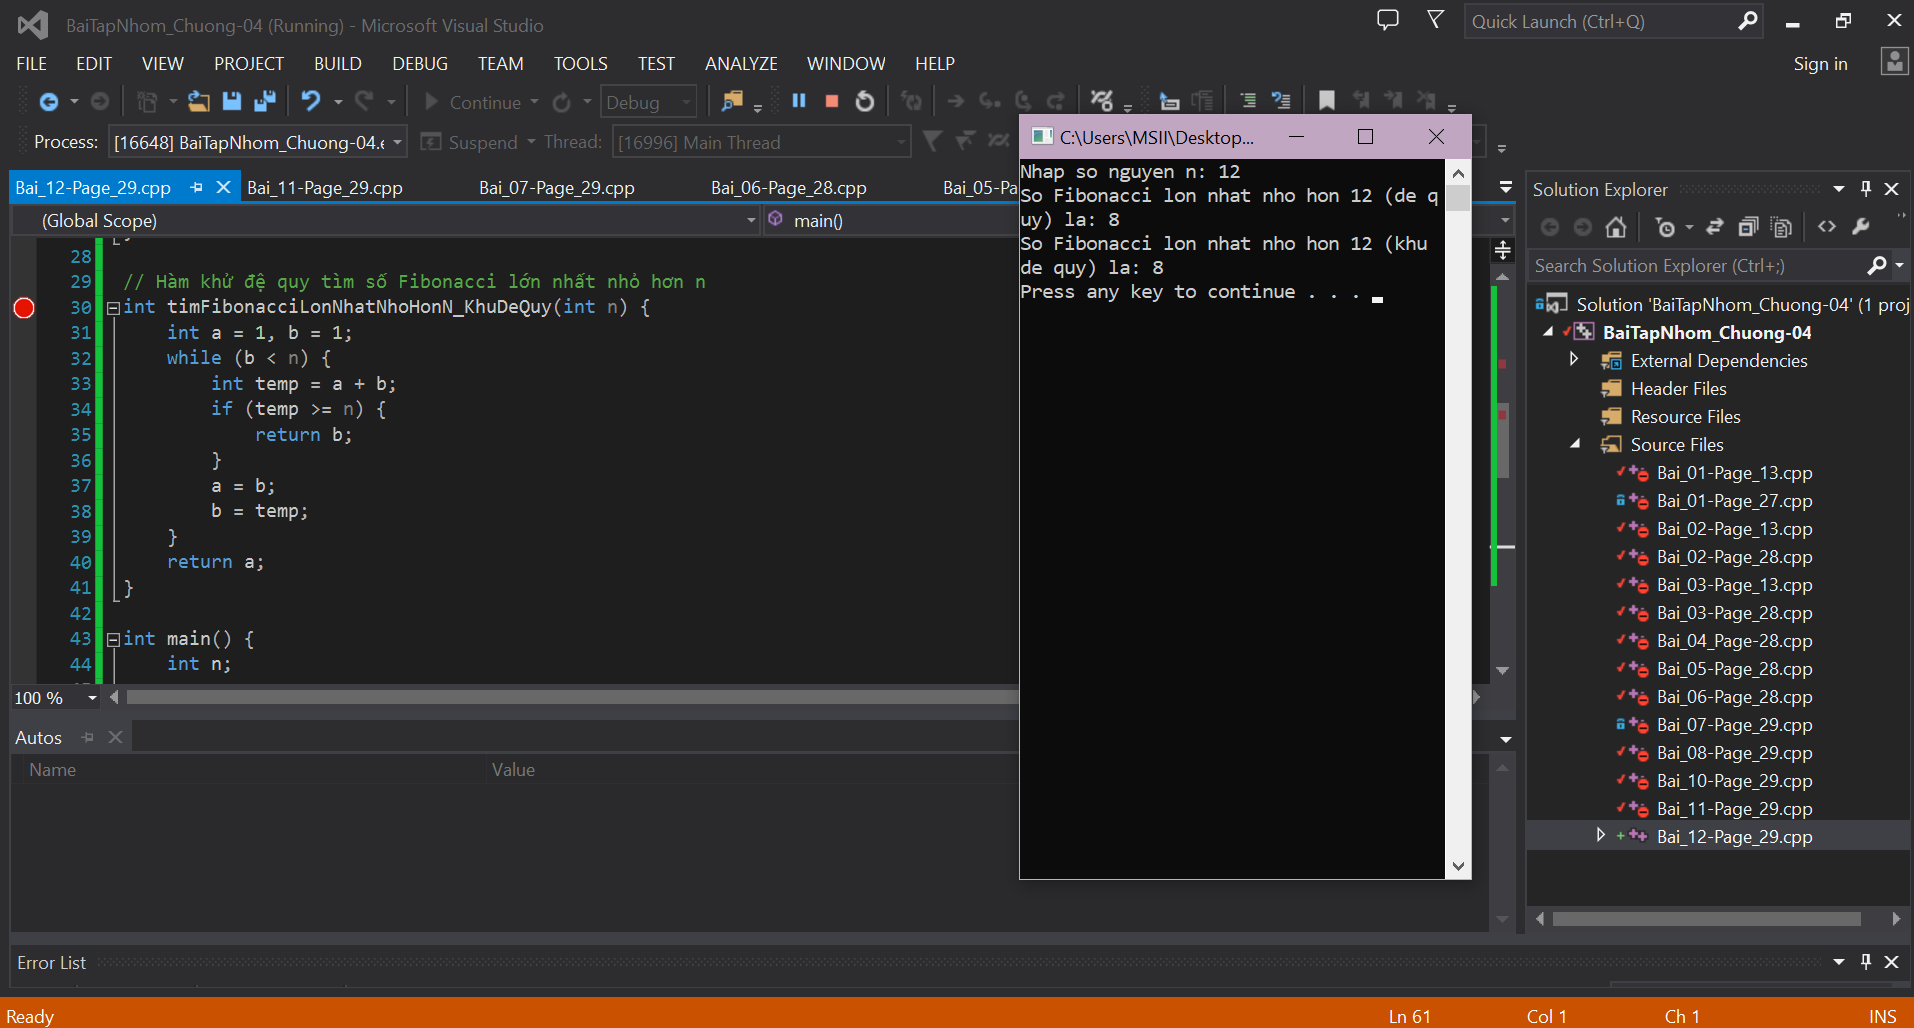 BaiTapNhom_Chuong-04 (Running) - Microsoft Visual Studio
Quick Launch (Ctrl+Q)
FILE EDIT VIEW PROJECT BUILD DEBUG TEAM TOOLS TEST ANALYZE WINDOW HELP
Sign in
Continue Debug
Process: [16648] BaiTapNhom_Chuong-04.e Suspend Thread: [16996] Main Thread
Bai_12-Page_29.cpp Bai_11-Page_29.cpp Bai_07-Page_29.cpp Bai_06-Page_28.cpp Bai_05-Pa
(Global Scope) main()
28
29 // Hàm khử đệ quy tìm số Fibonacci lớn nhất nhỏ hơn n
30 int timFibonacciLonNhatNhoHonN_KhuDeQuy(int n) {
31 int a = 1, b = 1;
32 while (b < n) {
33 int temp = a + b;
34 if (temp >= n) {
35 return b;
36 }
37 a = b;
38 b = temp;
39 }
40 return a;
41 }
42
43 int main() {
44 int n;
100 %
Autos
Name Value
Error List
Ready Ln 61 Col 1 Ch 1 INS
C:\Users\MSII\Desktop...
Nhap so nguyen n: 12
So Fibonacci lon nhat nho hon 12 (de q
uy) la: 8
So Fibonacci lon nhat nho hon 12 (khu
de quy) la: 8
Press any key to continue . . .
Solution Explorer
Search Solution Explorer (Ctrl+;)
Solution 'BaiTapNhom_Chuong-04' (1 proj
BaiTapNhom_Chuong-04
External Dependencies
Header Files
Resource Files
Source Files
Bai_01-Page_13.cpp
Bai_01-Page_27.cpp
Bai_02-Page_13.cpp
Bai_02-Page_28.cpp
Bai_03-Page_13.cpp
Bai_03-Page_28.cpp
Bai_04_Page-28.cpp
Bai_05-Page_28.cpp
Bai_06-Page_28.cpp
Bai_07-Page_29.cpp
Bai_08-Page_29.cpp
Bai_10-Page_29.cpp
Bai_11-Page_29.cpp
Bai_12-Page_29.cpp